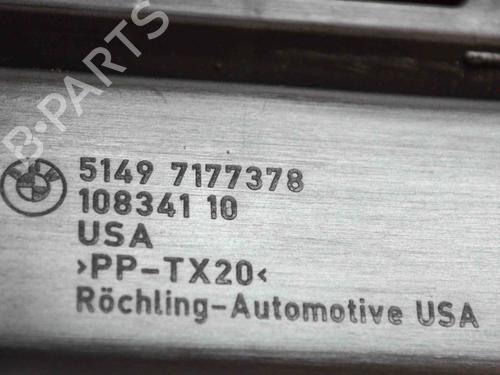 B-PARTS
5149 7177378
108341 10
USA
>PP-TX20<
Röchling-Automotive USA